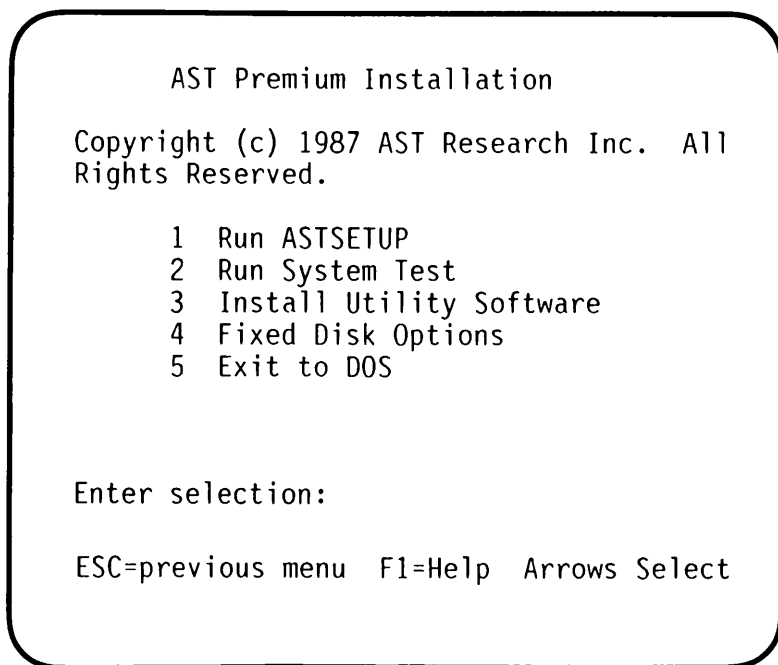 AST Premium Installation
Copyright (c) 1987 AST Research Inc.  All
Rights Reserved.
1  Run ASTSETUP
2  Run System Test
3  Install Utility Software
4  Fixed Disk Options
5  Exit to DOS
Enter selection:
ESC=previous menu  F1=Help  Arrows Select